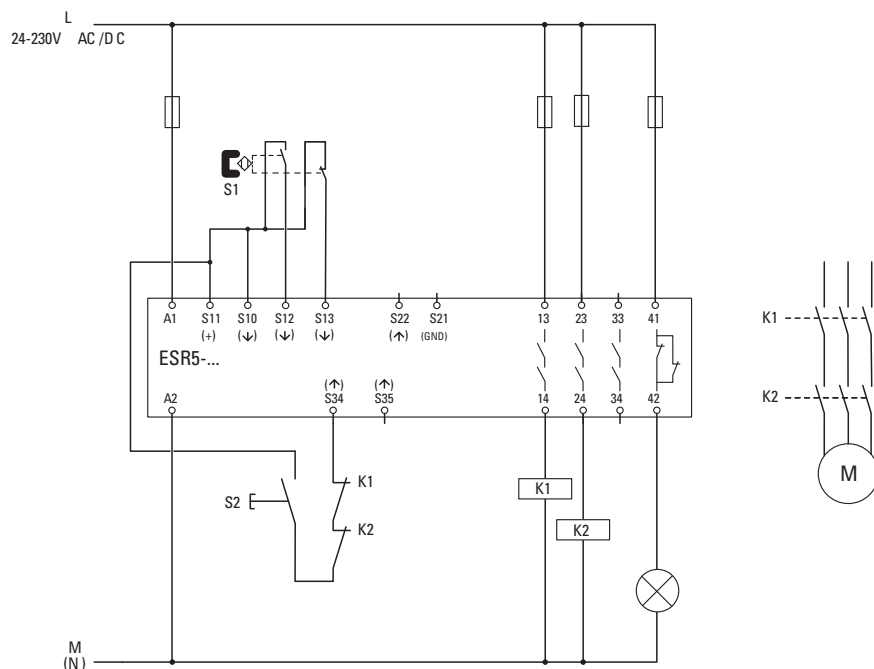 L
24-230V AC /D C
S1
A1 S11 S10 S12 S13 S22 S21 13 23 33 41
(+) (↓) (↓) (↓) (↑) (GND)
ESR5-...
(↑) (↑)
A2 S34 S35 14 24 34 42
K1
K2
M
S2
K1
K2
K1
K2
M
(N)